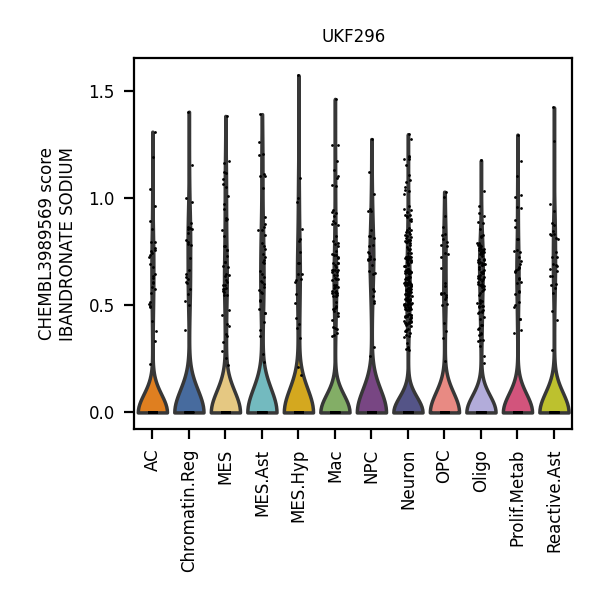 UKF296
CHEMBL3989569 score
IBANDRONATE SODIUM
1.5
1.0
0.5
0.0
AC
Chromatin.Reg
MES
MES.Ast
MES.Hyp
Mac
NPC
Neuron
OPC
Oligo
Prolif.Metab
Reactive.Ast